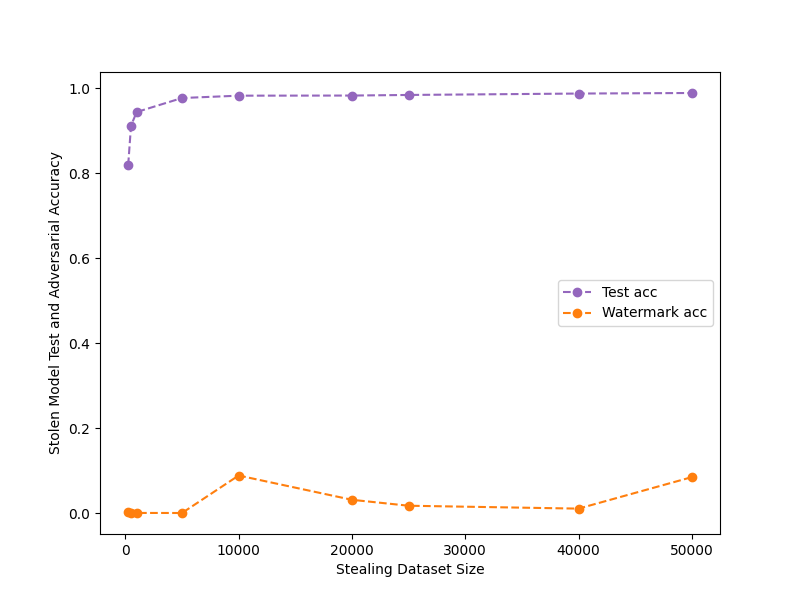 1.0
0.8
0.6
0.4
0.2
0.0
Stolen Model Test and Adversarial Accuracy
Test acc
Watermark acc
0 10000 20000 30000 40000 50000
Stealing Dataset Size